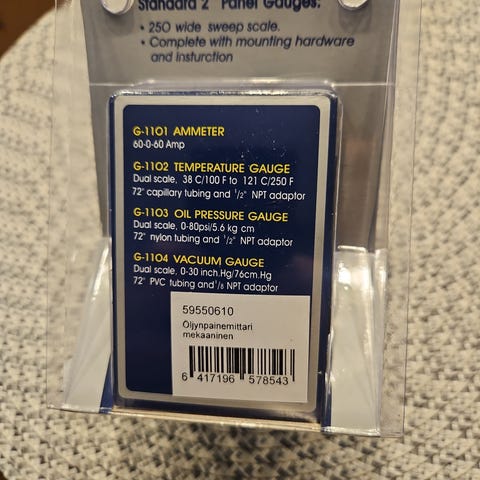 Standard 2" Panel Gauges:
• 250 wide sweep scale.
• Complete with mounting hardware
and insturction
G-1101 AMMETER
60-0-60 Amp
G-1102 TEMPERATURE GAUGE
Dual scale, 38 C/100 F to 121 C/250 F
72" capillary tubing and 1/2" NPT adaptor
G-1103 OIL PRESSURE GAUGE
Dual scale, 0-80psi/5.6 kg cm
72" nylon tubing and 1/2" NPT adaptor
G-1104 VACUUM GAUGE
Dual scale, 0-30 inch.Hg/76cm.Hg
72" PVC tubing and 1/8 NPT adaptor
59550610
Öljynpainemittari
mekaaninen
6 417196 578543